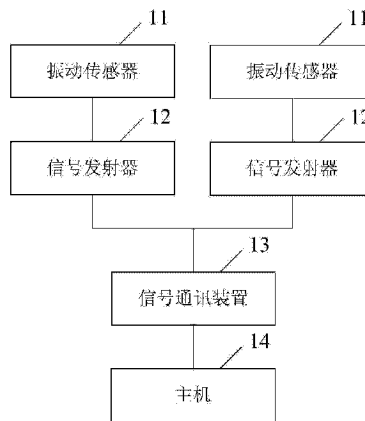 11 11
振动传感器 振动传感器
12 12
信号发射器 信号发射器
13
信号通讯装置
14
主机